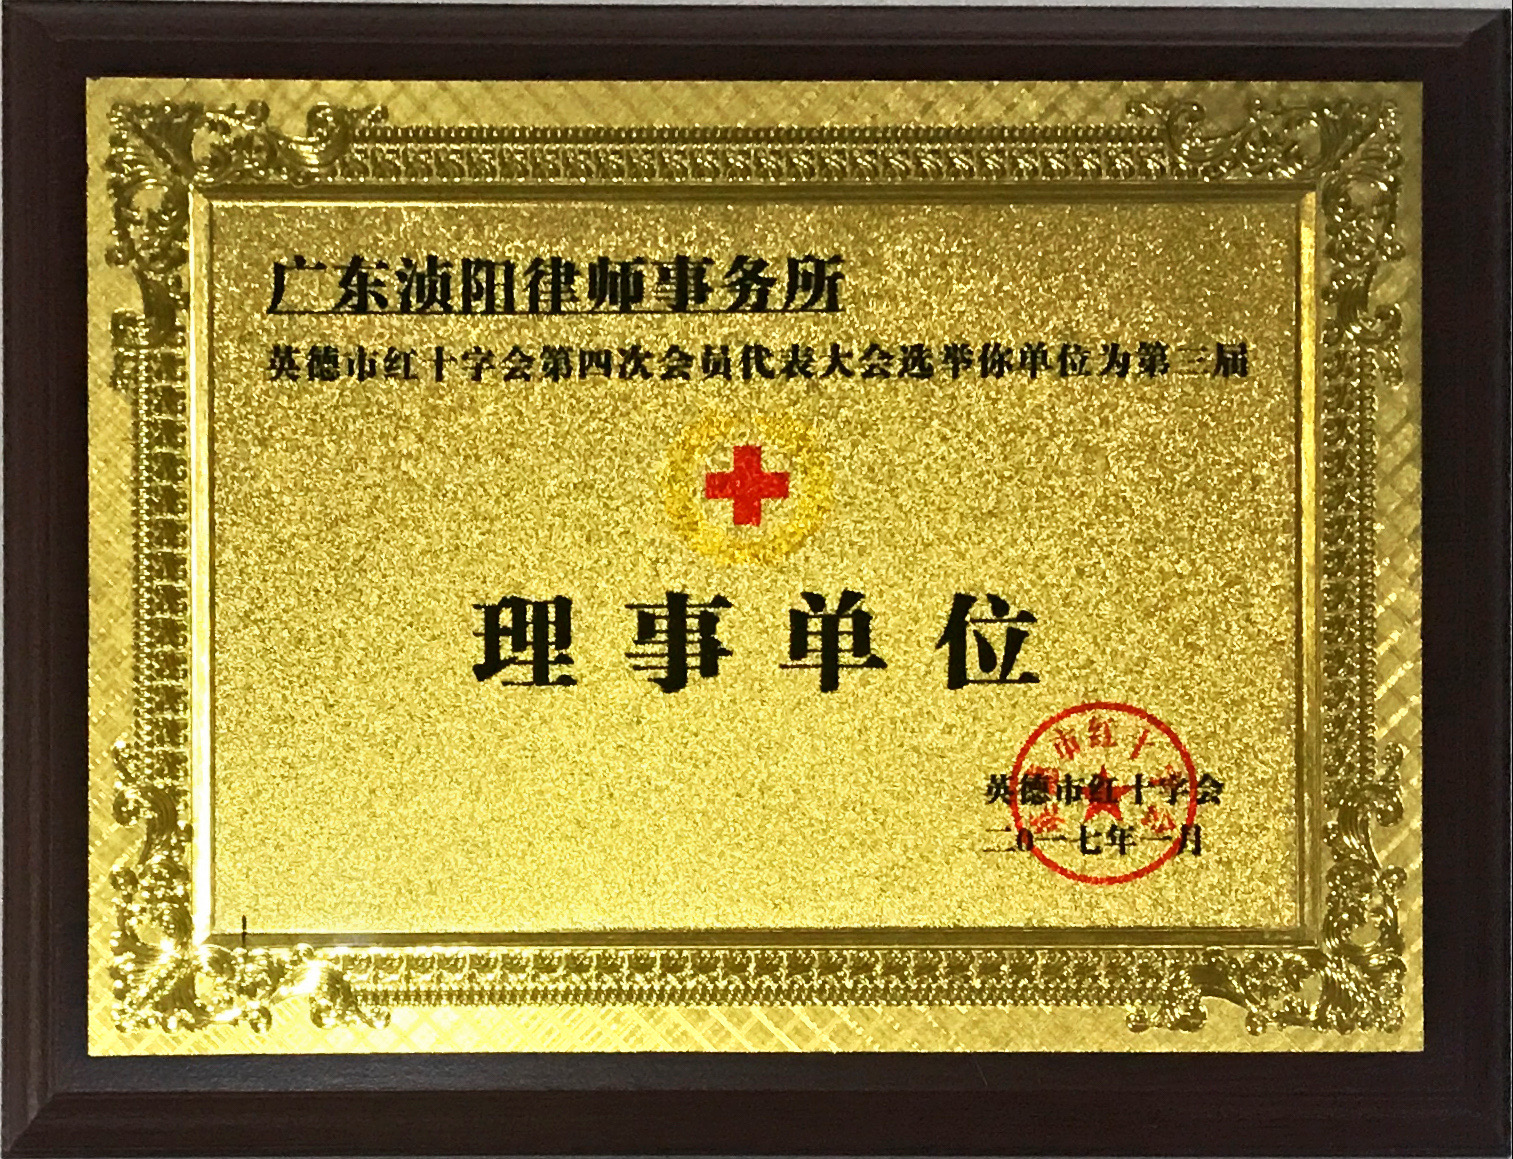 广东浈阳律师事务所
英德市红十字会第四次会员代表大会选举你单位为第三届
理事单位
英德市红十字会
二0一七年一月